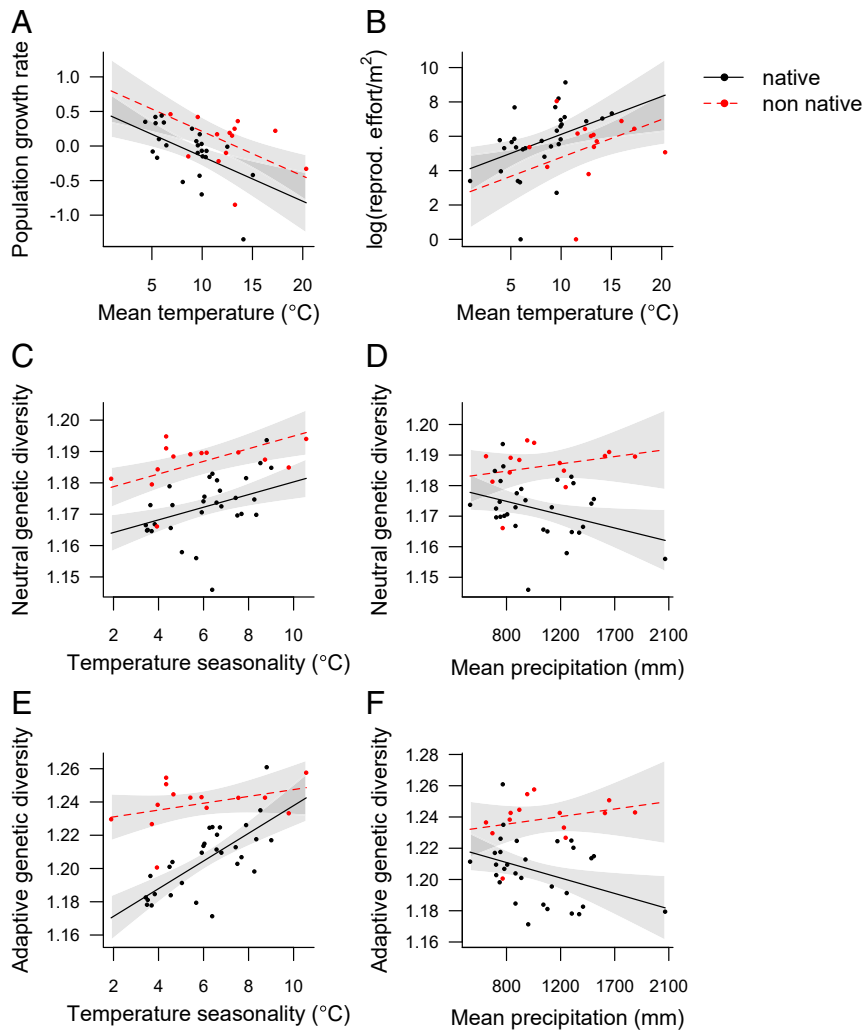 A
Population growth rate
1.0
0.5
0.0
-0.5
-1.0
5 10 15 20
Mean temperature (°C)
B
log(reprod. effort/m²)
10
8
6
4
2
0
5 10 15 20
Mean temperature (°C)
native
non native
C
Neutral genetic diversity
1.20
1.19
1.18
1.17
1.16
1.15
2 4 6 8 10
Temperature seasonality (°C)
D
Neutral genetic diversity
1.20
1.19
1.18
1.17
1.16
1.15
800 1200 1700 2100
Mean precipitation (mm)
E
Adaptive genetic diversity
1.26
1.24
1.22
1.20
1.18
1.16
2 4 6 8 10
Temperature seasonality (°C)
F
Adaptive genetic diversity
1.28
1.26
1.24
1.22
1.20
1.18
1.16
800 1200 1700 2100
Mean precipitation (mm)